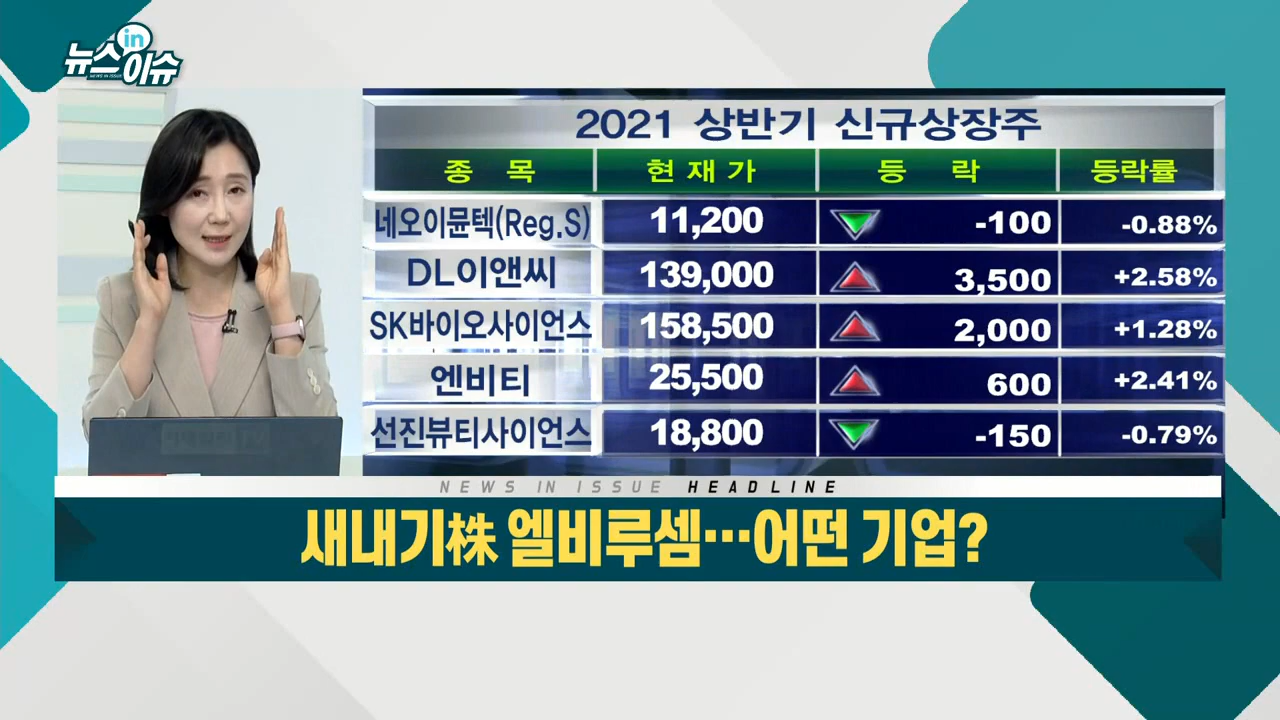 뉴스in이슈
NEWS IN ISSUE
2021 상반기 신규상장주
종 목 현재가 등 락 등락률
네오이뮨텍(Reg.S) 11,200 -100 -0.88%
DL이앤씨 139,000 3,500 +2.58%
SK바이오사이언스 158,500 2,000 +1.28%
엔비티 25,500 600 +2.41%
선진뷰티사이언스 18,800 -150 -0.79%
NEWS IN ISSUE HEADLINE
새내기株 엘비루셈…어떤 기업?